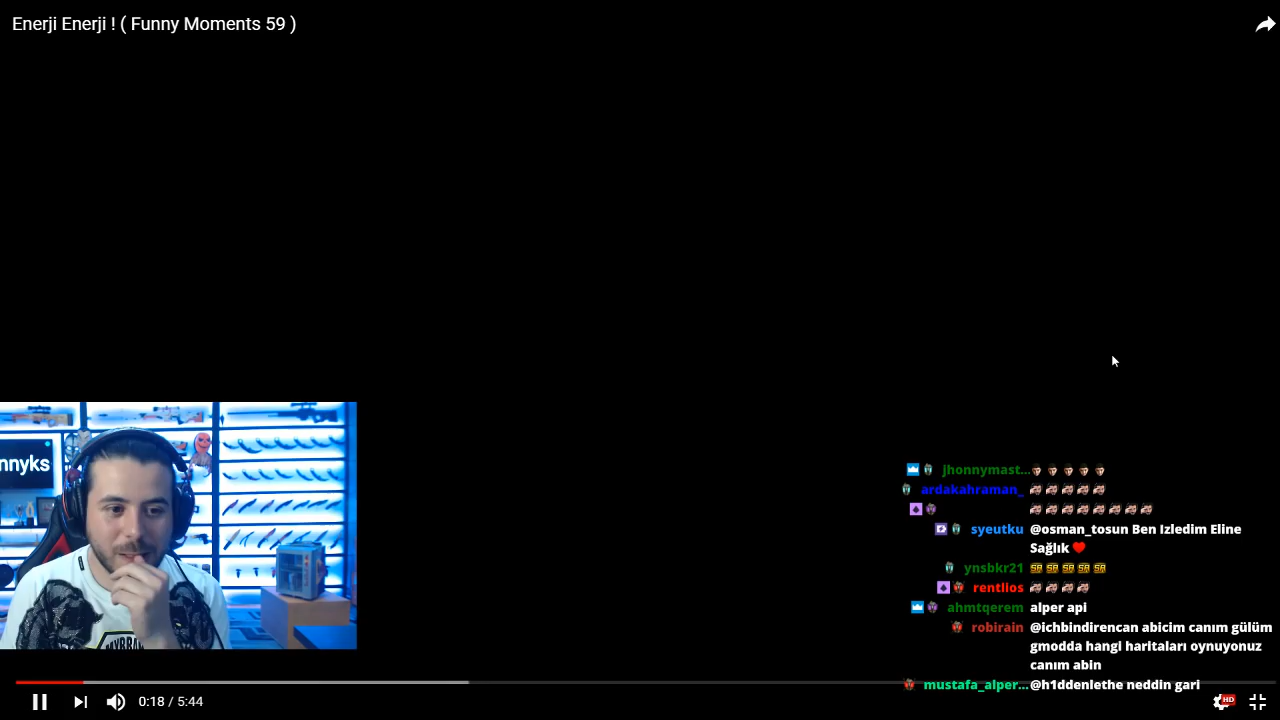 Enerji Enerji ! ( Funny Moments 59 )
nnyks
jhonnymast...
ardakahraman_
syeutku @osman_tosun Ben Izledim Eline
Sağlık
ynsbkr21
rentlios
ahmtqerem alper api
robirain @ichbindirencan abicim canım gülüm
gmodda hangi haritaları oynuyonuz
canım abin
mustafa_alper... @h1ddenlethe neddin gari
0:18 / 5:44
HD